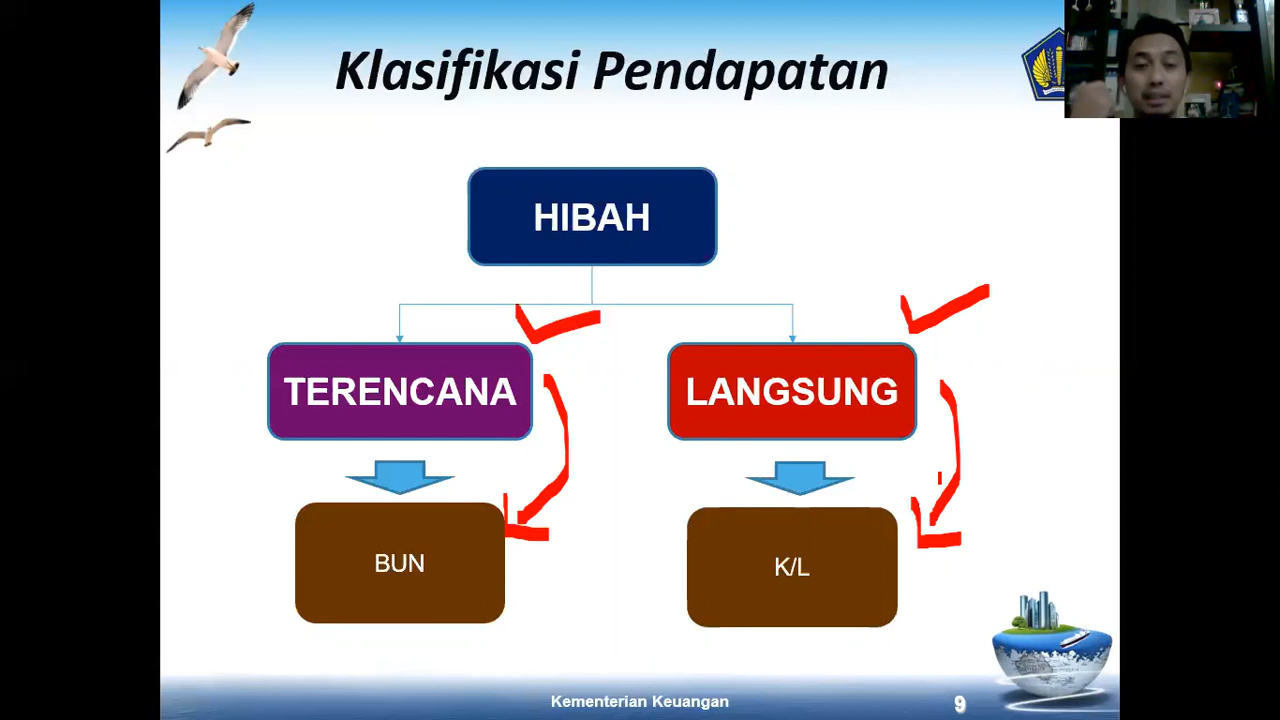 Klasifikasi Pendapatan
HIBAH
TERENCANA
LANGSUNG
BUN
K/L
Kementerian Keuangan
9